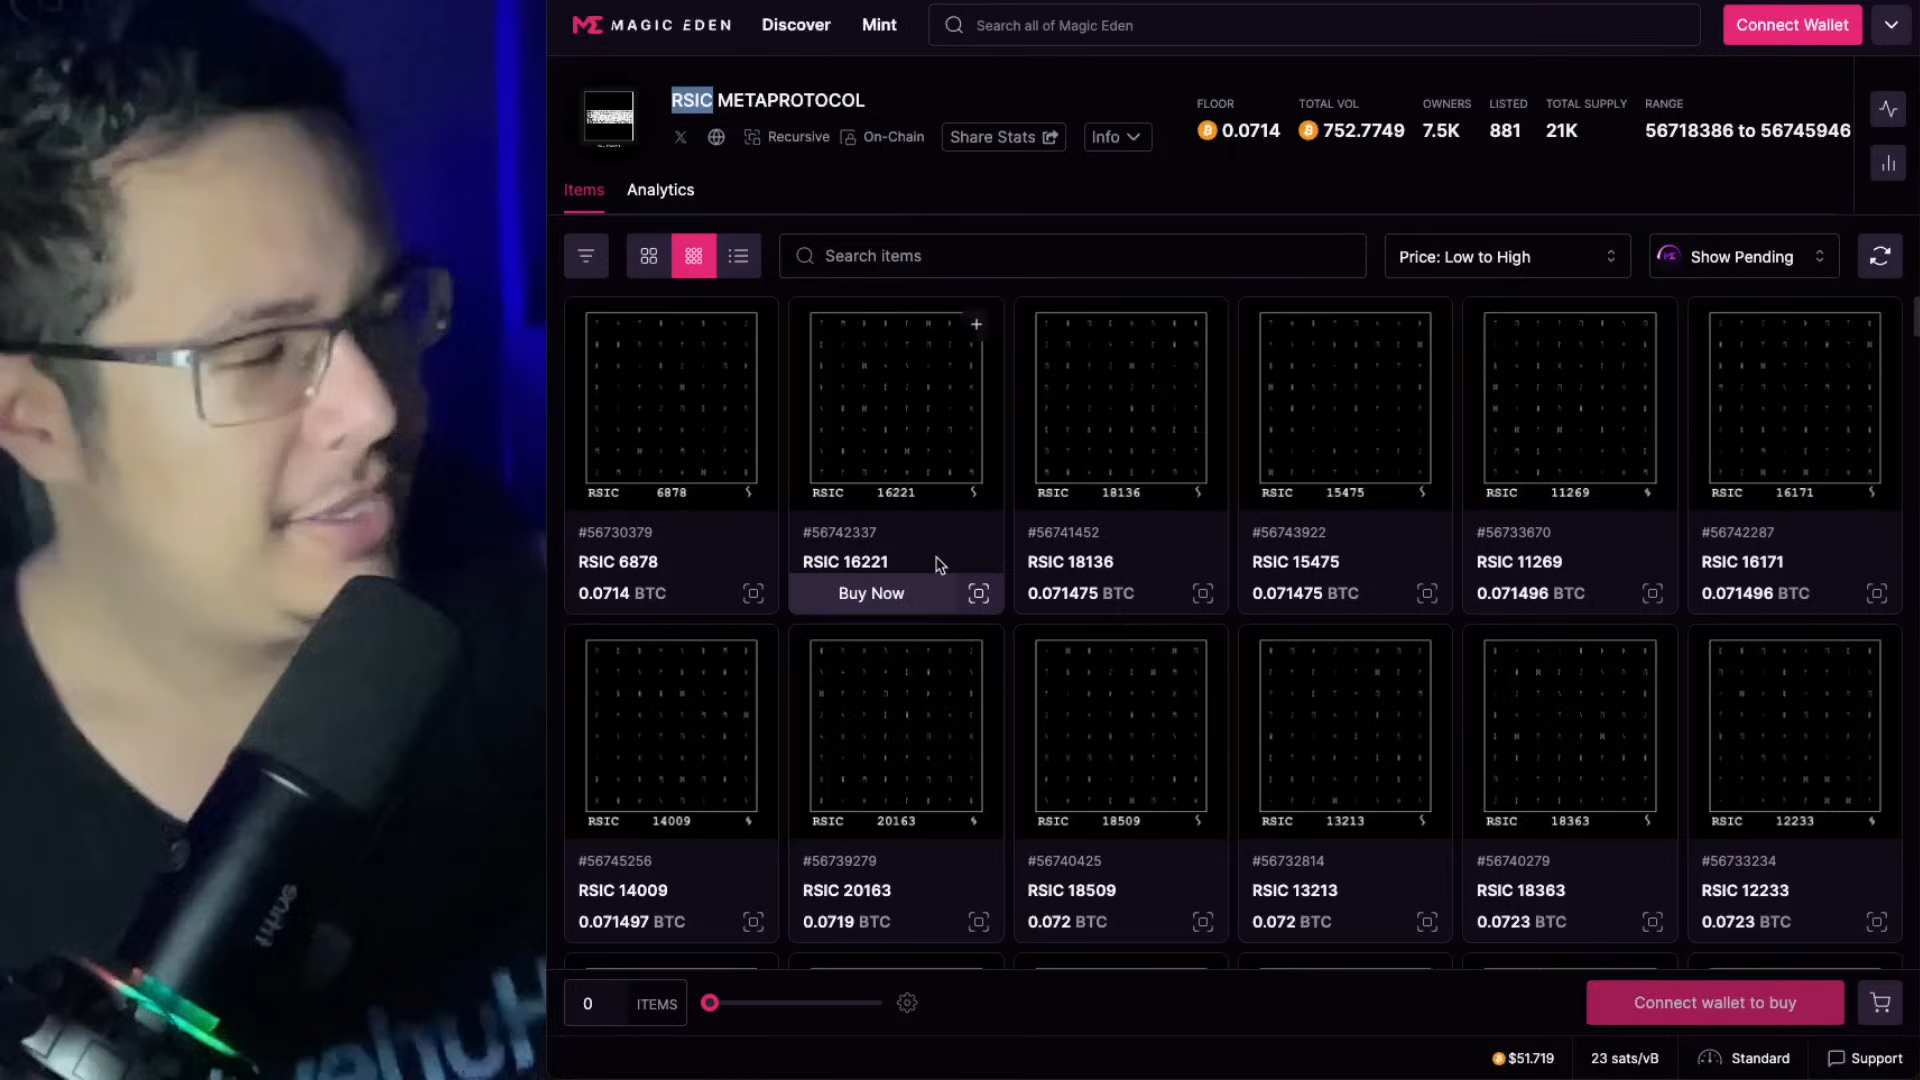 MAGIC EDEN
Discover
Mint
Search all of Magic Eden
Connect Wallet
RSIC METAPROTOCOL
Recursive
On-Chain
Share Stats
Info
FLOOR
0.0714
TOTAL VOL
752.7749
OWNERS
7.5K
LISTED
881
TOTAL SUPPLY
21K
RANGE
56718386 to 56745946
Items
Analytics
Search items
Price: Low to High
Show Pending
RSIC 6878
#56730379
RSIC 6878
0.0714 BTC
RSIC 16221
#56742337
RSIC 16221
Buy Now
RSIC 18136
#56741452
RSIC 18136
0.071475 BTC
RSIC 15475
#56743922
RSIC 15475
0.071475 BTC
RSIC 11269
#56733670
RSIC 11269
0.071496 BTC
RSIC 16171
#56742287
RSIC 16171
0.071496 BTC
RSIC 14009
#56745256
RSIC 14009
0.071497 BTC
RSIC 20163
#56739279
RSIC 20163
0.0719 BTC
RSIC 18509
#56740425
RSIC 18509
0.072 BTC
RSIC 13213
#56732814
RSIC 13213
0.072 BTC
RSIC 18363
#56740279
RSIC 18363
0.0723 BTC
RSIC 12233
#56733234
RSIC 12233
0.0723 BTC
0 ITEMS
Connect wallet to buy
$51.719
23 sats/vB
Standard
Support